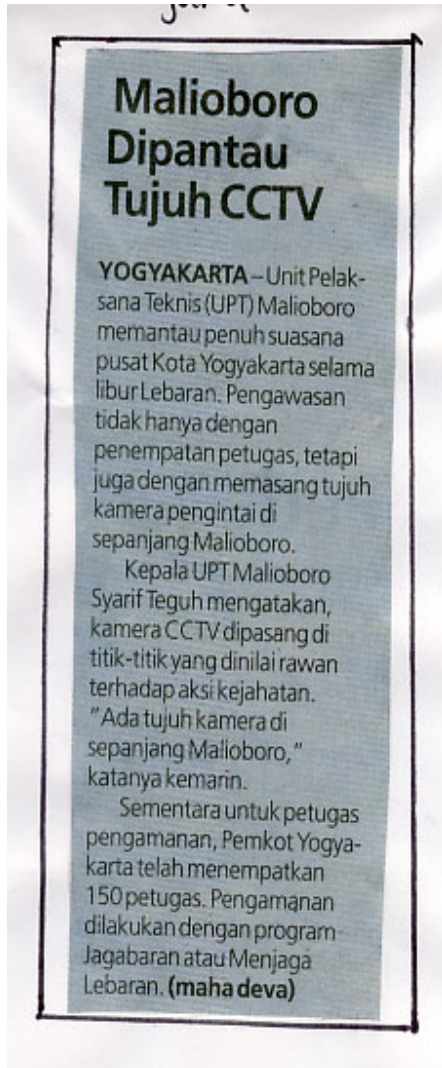 Malioboro
Dipantau
Tujuh CCTV
YOGYAKARTA – Unit Pelak-
sana Teknis (UPT) Malioboro
memantau penuh suasana
pusat Kota Yogyakarta selama
libur Lebaran. Pengawasan
tidak hanya dengan
penempatan petugas, tetapi
juga dengan memasang tujuh
kamera pengintai di
sepanjang Malioboro.
Kepala UPT Malioboro
Syarif Teguh mengatakan,
kamera CCTV dipasang di
titik-titik yang dinilai rawan
terhadap aksi kejahatan.
"Ada tujuh kamera di
sepanjang Malioboro,"
katanya kemarin.
Sementara untuk petugas
pengamanan, Pemkot Yogya-
karta telah menempatkan
150 petugas. Pengamanan
dilakukan dengan program
Jagabaran atau Menjaga
Lebaran. (maha deva)